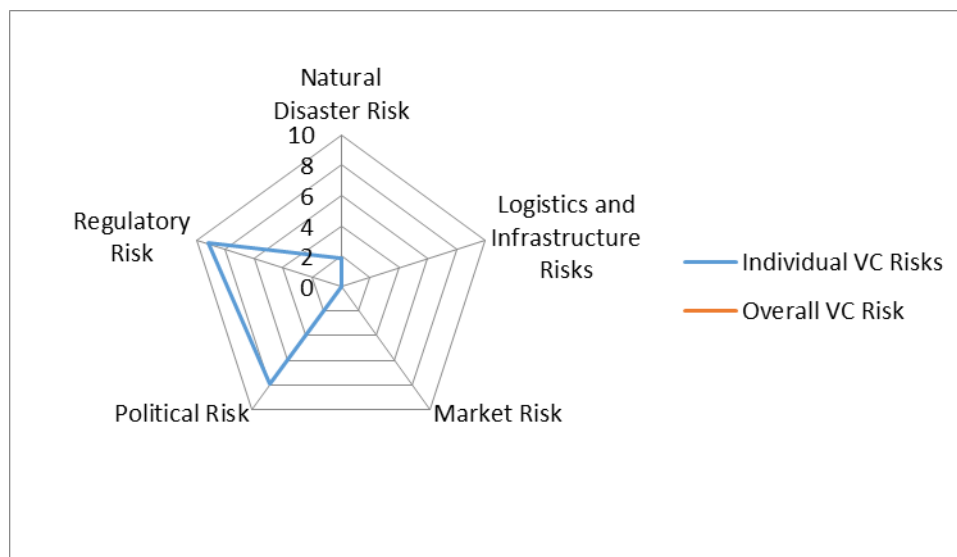 Natural
Disaster Risk
10
8
6
4
2
0
Logistics and
Infrastructure
Risks
Market Risk
Political Risk
Regulatory
Risk
Individual VC Risks
Overall VC Risk